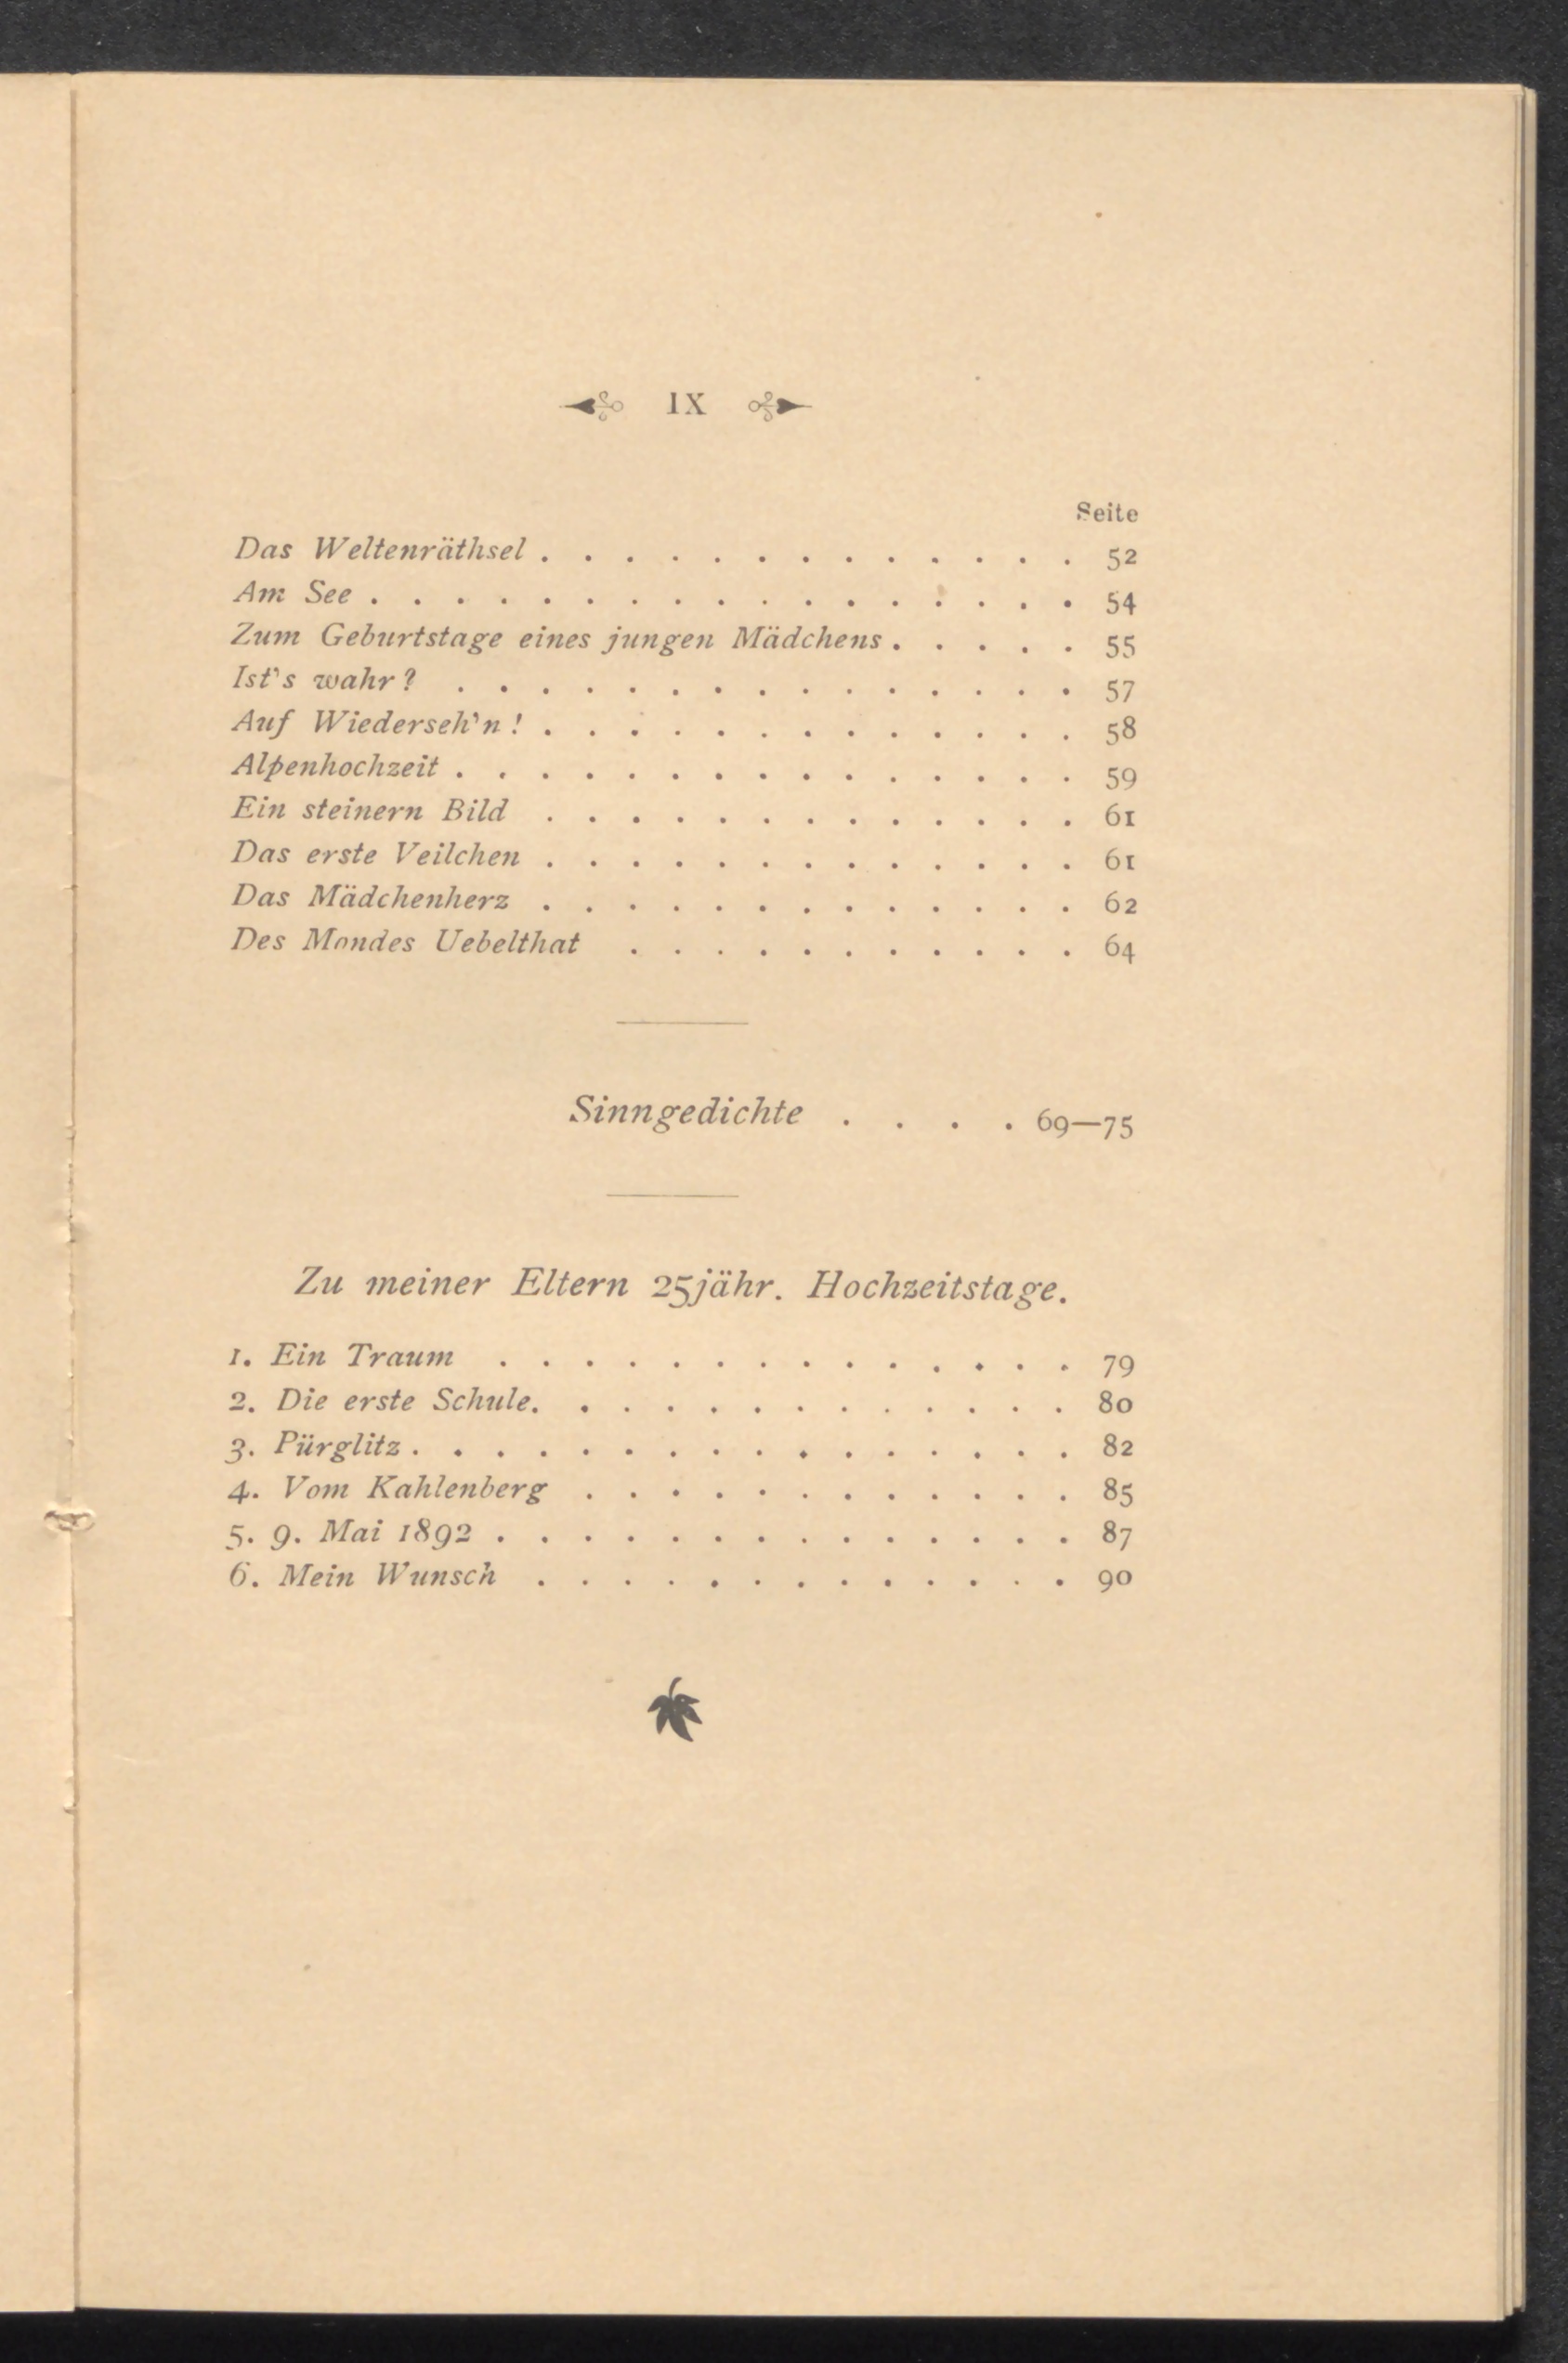 IX
Seite
Das Weltenräthsel . . . . . . . . . . . . . 52
Am See . . . . . . . . . . . . . . . . . 54
Zum Geburtstage eines jungen Mädchens . . . . . 55
Ist's wahr? . . . . . . . . . . . . . . . 57
Auf Wiederseh'n! . . . . . . . . . . . . . 58
Alpenhochzeit . . . . . . . . . . . . . . . 59
Ein steinern Bild . . . . . . . . . . . . . 61
Das erste Veilchen . . . . . . . . . . . . . 61
Das Mädchenherz . . . . . . . . . . . . . 62
Des Mondes Uebelthat . . . . . . . . . . . 64
Sinngedichte . . . . 69—75
Zu meiner Eltern 25jähr. Hochzeitstage.
1. Ein Traum . . . . . . . . . . . . . . 79
2. Die erste Schule. . . . . . . . . . . . . 80
3. Pürglitz . . . . . . . . . . . . . . . . 82
4. Vom Kahlenberg . . . . . . . . . . . . 85
5. 9. Mai 1892 . . . . . . . . . . . . . . 87
6. Mein Wunsch . . . . . . . . . . . . . 90